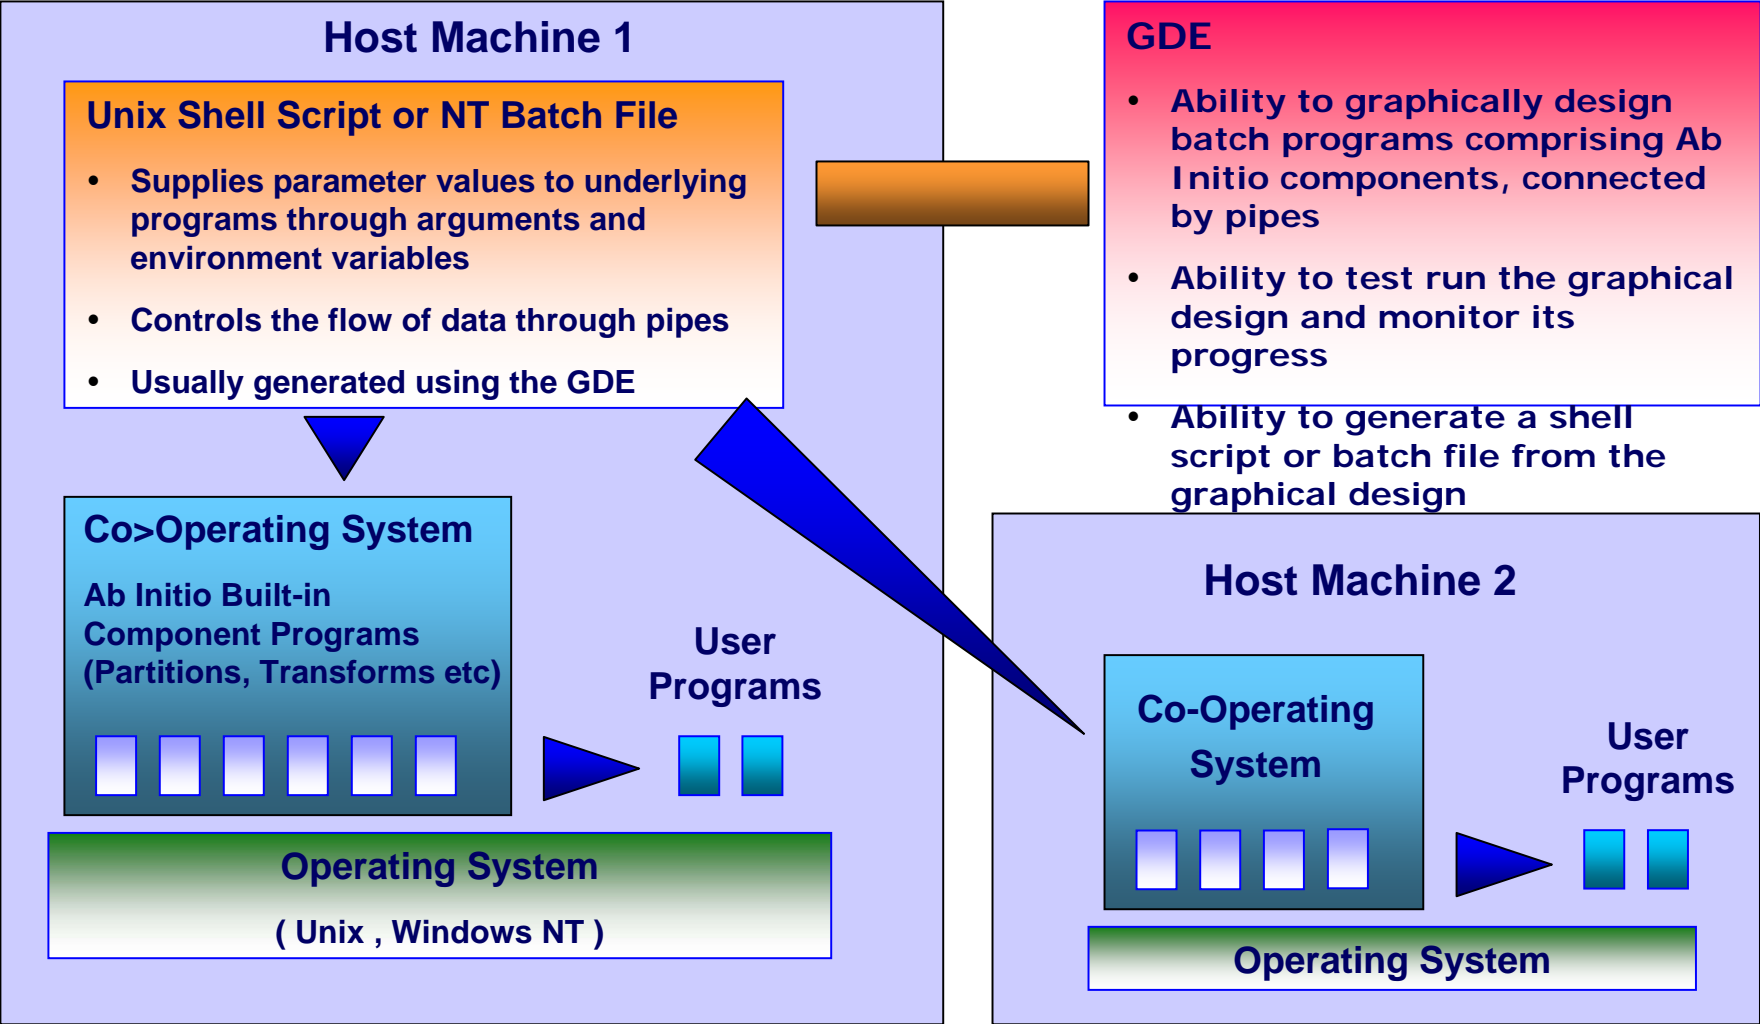 Host Machine 1
Unix Shell Script or NT Batch File
• Supplies parameter values to underlying
programs through arguments and
environment variables
• Controls the flow of data through pipes
• Usually generated using the GDE
Co>Operating System
Ab Initio Built-in
Component Programs
(Partitions, Transforms etc)
User
Programs
Operating System
( Unix , Windows NT )
GDE
• Ability to graphically design
batch programs comprising Ab
Initio components, connected
by pipes
• Ability to test run the graphical
design and monitor its
progress
• Ability to generate a shell
script or batch file from the
graphical design
Host Machine 2
Co-Operating
System
User
Programs
Operating System